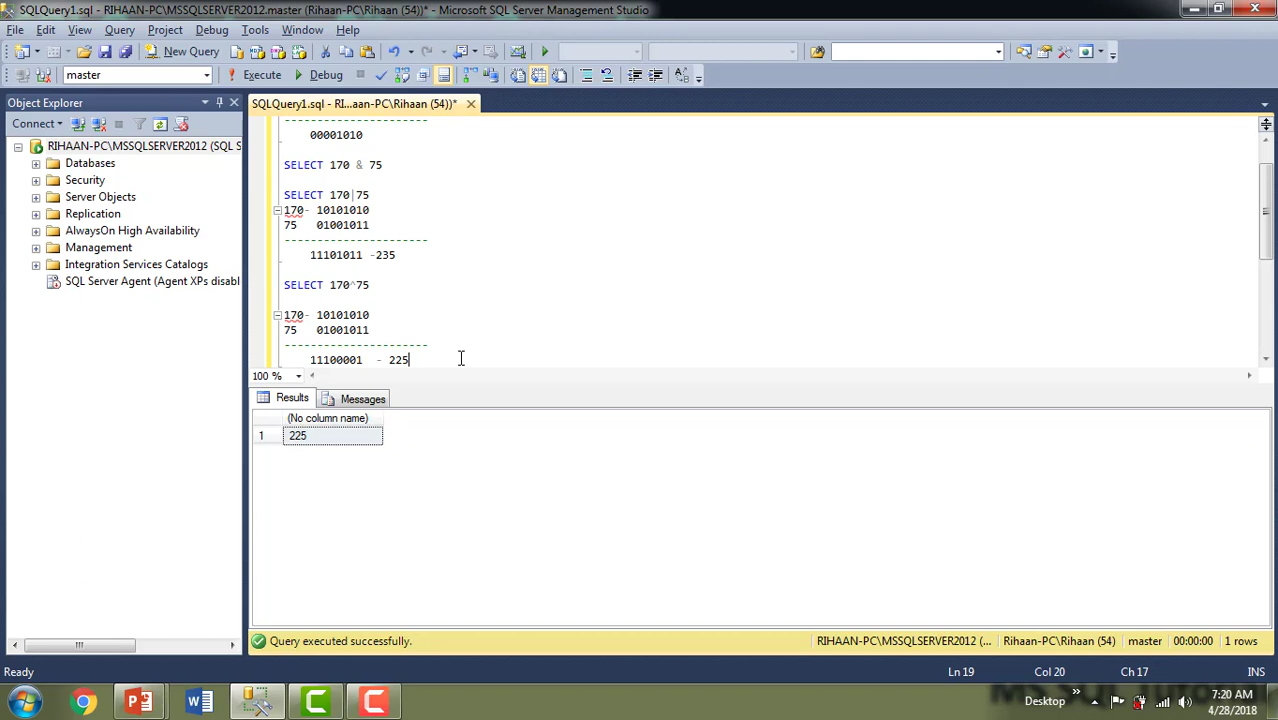 SQLQuery1.sql - RIHAAN-PC\MSSQLSERVER2012.master (Rihaan-PC\Rihaan (54))* - Microsoft SQL Server Management Studio
File Edit View Query Project Debug Tools Window Help
New Query
master
Execute
Debug
Object Explorer
Connect
RIHAAN-PC\MSSQLSERVER2012 (SQL S
Databases
Security
Server Objects
Replication
AlwaysOn High Availability
Management
Integration Services Catalogs
SQL Server Agent (Agent XPs disabl
SQLQuery1.sql - RI...aan-PC\Rihaan (54))*
----------------------
00001010
SELECT 170 & 75
SELECT 170|75
170- 10101010
75 01001011
----------------------
11101011 -235
SELECT 170^75
170- 10101010
75 01001011
----------------------
11100001 - 225
100 %
Results Messages
(No column name)
1 225
Query executed successfully.
RIHAAN-PC\MSSQLSERVER2012 (... Rihaan-PC\Rihaan (54) master 00:00:00 1 rows
Ready
Ln 19 Col 20 Ch 17 INS
Desktop
7:20 AM
4/28/2018